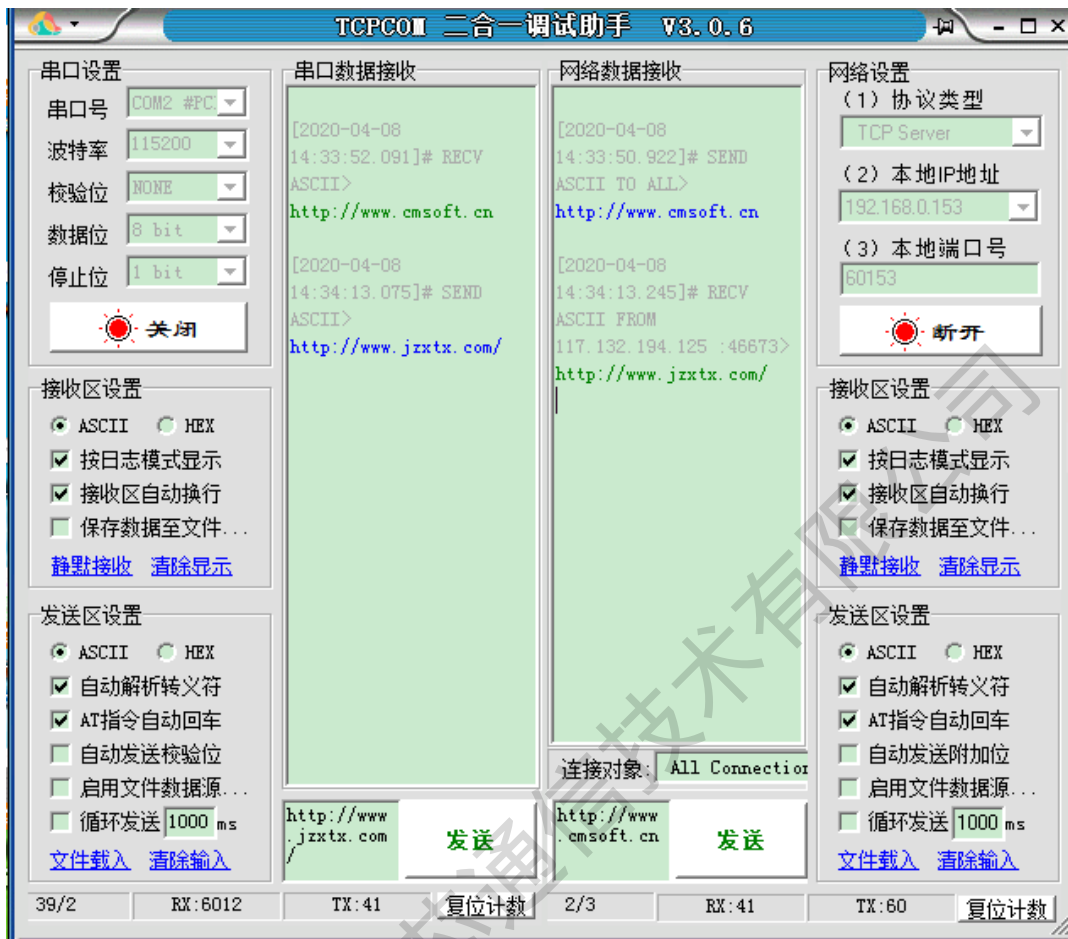 TCPCOM 二合一调试助手 V3.0.6
串口设置
串口号 COM2 #PC
波特率 115200
校验位 NONE
数据位 8 bit
停止位 1 bit
关闭
接收区设置
ASCII HEX
按日志模式显示
接收区自动换行
保存数据至文件...
静默接收 清除显示
发送区设置
ASCII HEX
自动解析转义符
AT指令自动回车
自动发送校验位
启用文件数据源...
循环发送 1000 ms
文件载入 清除输入
串口数据接收
[2020-04-08
14:33:52.091]# RECV
ASCII>
http://www.cmsoft.cn
[2020-04-08
14:34:13.075]# SEND
ASCII>
http://www.jzxtx.com/
http://www
.jzxtx.com
/
发送
网络数据接收
[2020-04-08
14:33:50.922]# SEND
ASCII TO ALL>
http://www.cmsoft.cn
[2020-04-08
14:34:13.245]# RECV
ASCII FROM
117.132.194.125 :46673>
http://www.jzxtx.com/
连接对象: All Connection
http://www
.cmsoft.cn
发送
网络设置
(1) 协议类型
TCP Server
(2) 本地IP地址
192.168.0.153
(3) 本地端口号
60153
断开
接收区设置
ASCII HEX
按日志模式显示
接收区自动换行
保存数据至文件...
静默接收 清除显示
发送区设置
ASCII HEX
自动解析转义符
AT指令自动回车
自动发送附加位
启用文件数据源...
循环发送 1000 ms
文件载入 清除输入
39/2 RX:6012 TX:41 复位计数 2/3 RX:41 TX:60 复位计数
通信技术有限公司